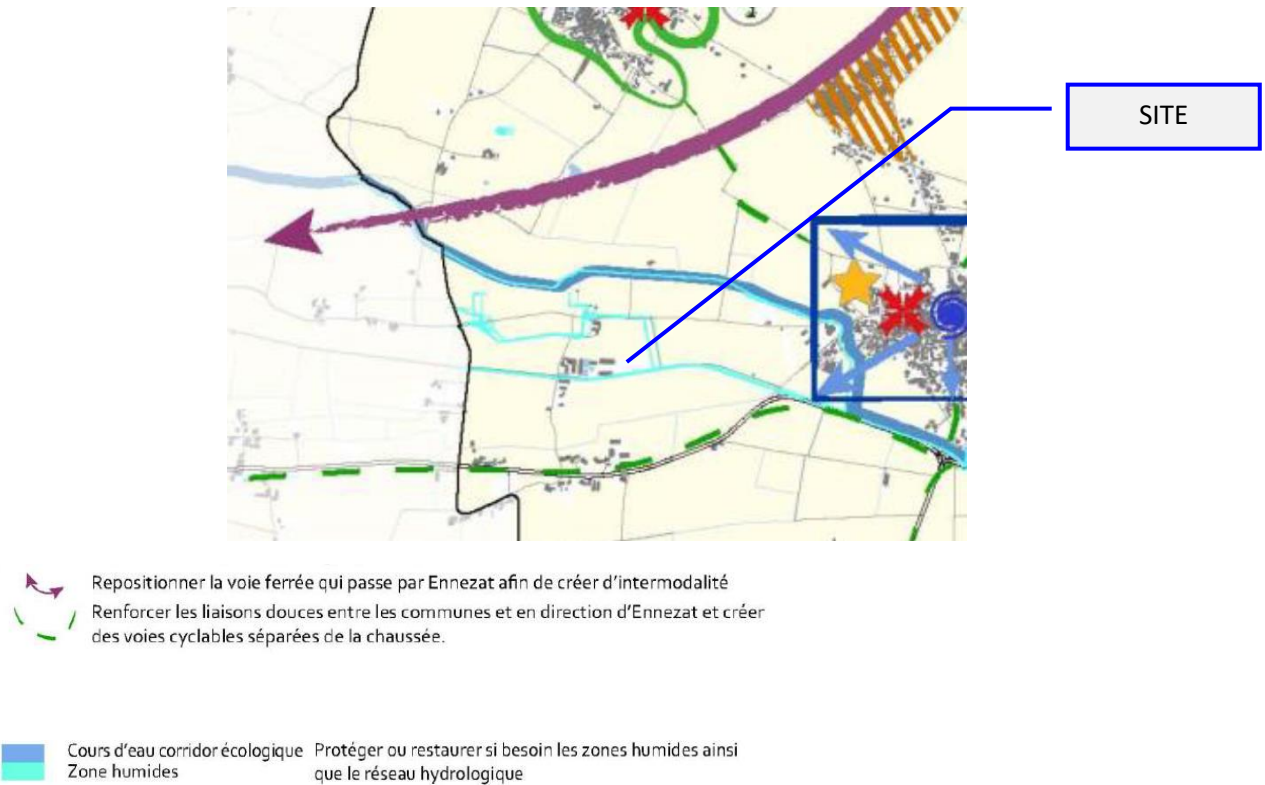 SITE
Repositionner la voie ferrée qui passe par Ennezat afin de créer d'intermodalité
Renforcer les liaisons douces entre les communes et en direction d'Ennezat et créer
des voies cyclables séparées de la chaussée.
Cours d'eau corridor écologique Protéger ou restaurer si besoin les zones humides ainsi
Zone humides que le réseau hydrologique